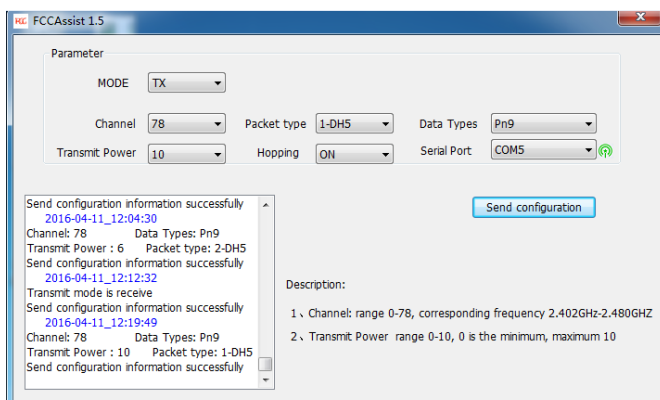 FCCAssist 1.5
Parameter
MODE TX
Channel 78 Packet type 1-DH5 Data Types Pn9
Transmit Power 10 Hopping ON Serial Port COM5
Send configuration information successfully
2016-04-11_12:04:30
Channel: 78 Data Types: Pn9
Transmit Power : 6 Packet type: 2-DH5
Send configuration information successfully
2016-04-11_12:12:32
Transmit mode is receive
Send configuration information successfully
2016-04-11_12:19:49
Channel: 78 Data Types: Pn9
Transmit Power : 10 Packet type: 1-DH5
Send configuration information successfully
Send configuration
Description:
1、Channel: range 0-78, corresponding frequency 2.402GHz-2.480GHZ
2、Transmit Power range 0-10, 0 is the minimum, maximum 10